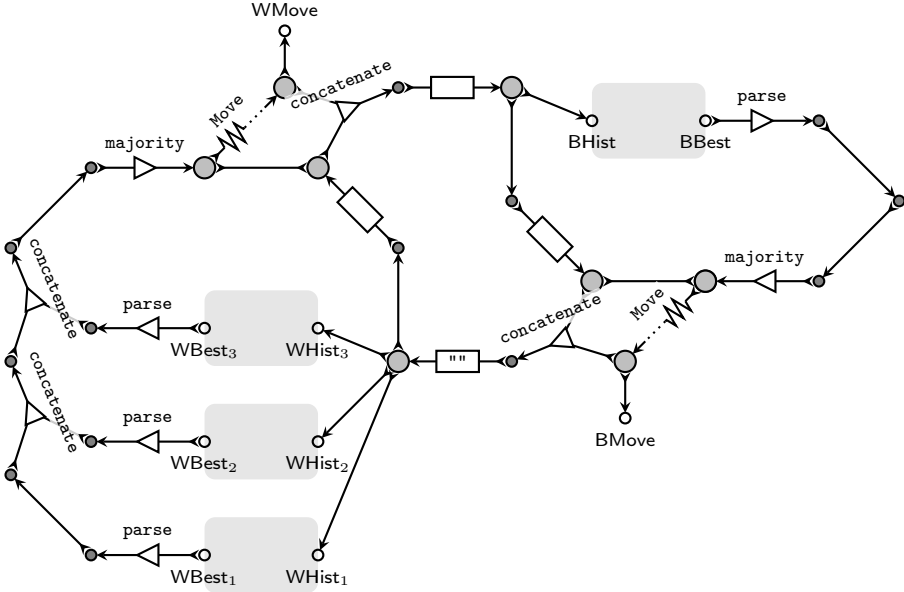 WMove
concatenate
Move
parse
majority
BHist
BBest
concatenate
majority
concatenate
Move
parse
WBest₃
WHist₃
""
concatenate
parse
BMove
WBest₂
WHist₂
parse
WBest₁
WHist₁